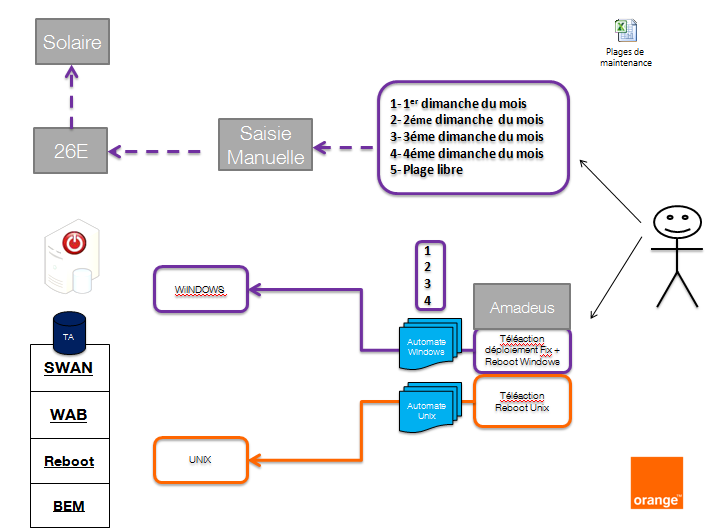 Solaire
Plages de
maintenance
1- 1er dimanche du mois
2- 2éme dimanche du mois
3- 3éme dimanche du mois
4- 4éme dimanche du mois
5- Plage libre
Saisie
Manuelle
26E
1
2
3
4
WiINDOWS
Amadeus
TA
Automate
Windows
Téléaction
déploiement Fix +
Reboot Windows
SWAN
WAB
Automate
Unix
Téléaction
Reboot Unix
Reboot
UNIX
BEM
orange™